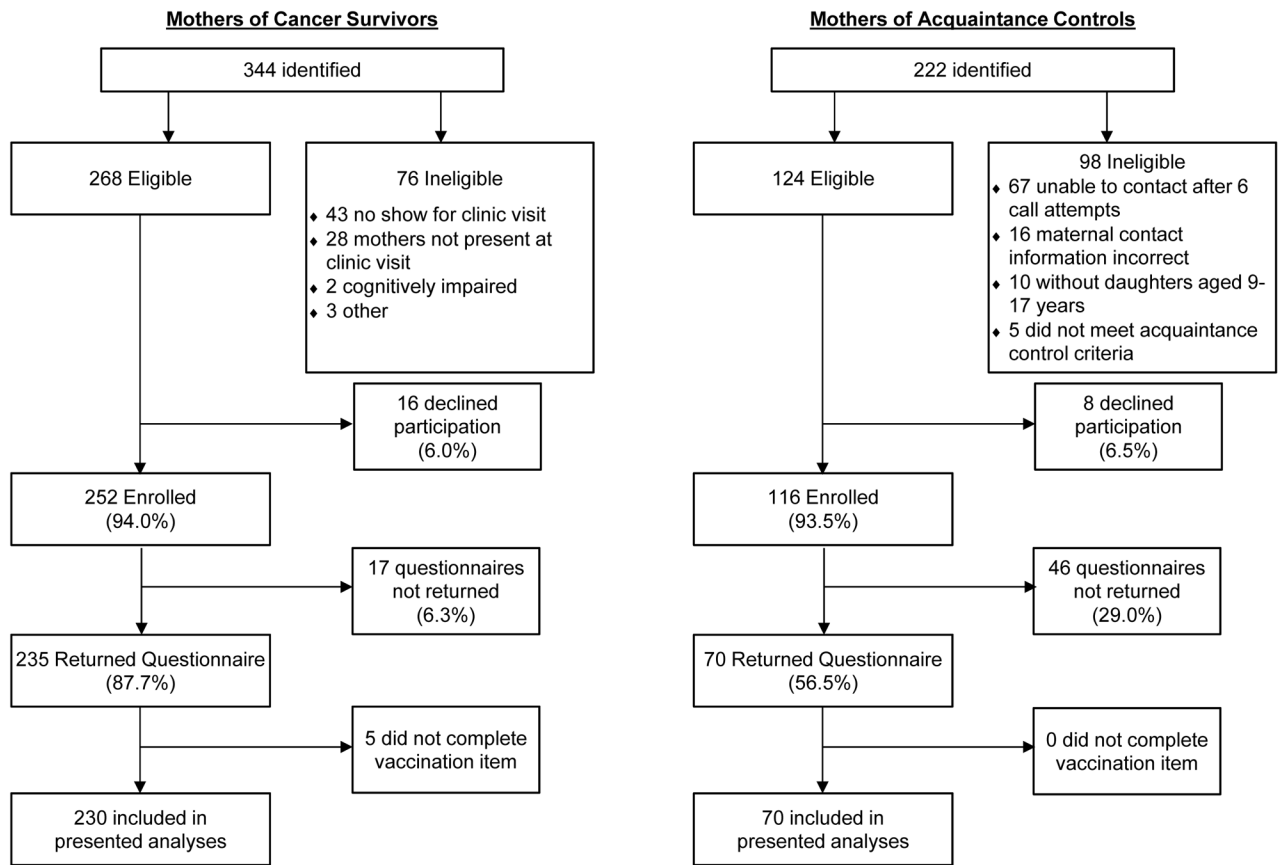 Mothers of Cancer Survivors
344 identified
268 Eligible
76 Ineligible
♦ 43 no show for clinic visit
♦ 28 mothers not present at
clinic visit
♦ 2 cognitively impaired
♦ 3 other
16 declined
participation
(6.0%)
252 Enrolled
(94.0%)
17 questionnaires
not returned
(6.3%)
235 Returned Questionnaire
(87.7%)
5 did not complete
vaccination item
230 included in
presented analyses
Mothers of Acquaintance Controls
222 identified
124 Eligible
98 Ineligible
♦ 67 unable to contact after 6
call attempts
♦ 16 maternal contact
information incorrect
♦ 10 without daughters aged 9-
17 years
♦ 5 did not meet acquaintance
control criteria
8 declined
participation
(6.5%)
116 Enrolled
(93.5%)
46 questionnaires
not returned
(29.0%)
70 Returned Questionnaire
(56.5%)
0 did not complete
vaccination item
70 included in
presented analyses